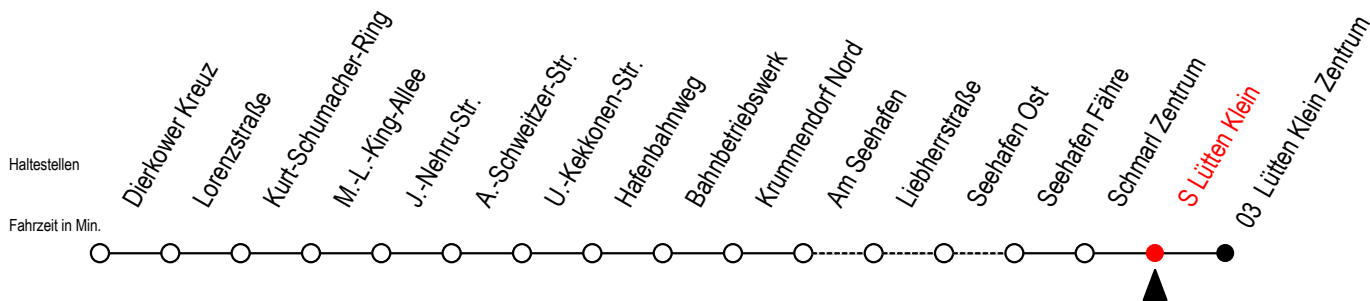 Haltestellen
Fahrzeit in Min.
Dierkower Kreuz
Lorenzstraße
Kurt-Schumacher-Ring
M.-L.-King-Allee
J.-Nehru-Str.
A.-Schweitzer-Str.
U.-Kekkonen-Str.
Hafenbahnweg
Bahnbetriebswerk
Krummendorf Nord
Am Seehafen
Liebherrstraße
Seehafen Ost
Seehafen Fähre
Schmarl Zentrum
S Lütten Klein
03 Lütten Klein Zentrum